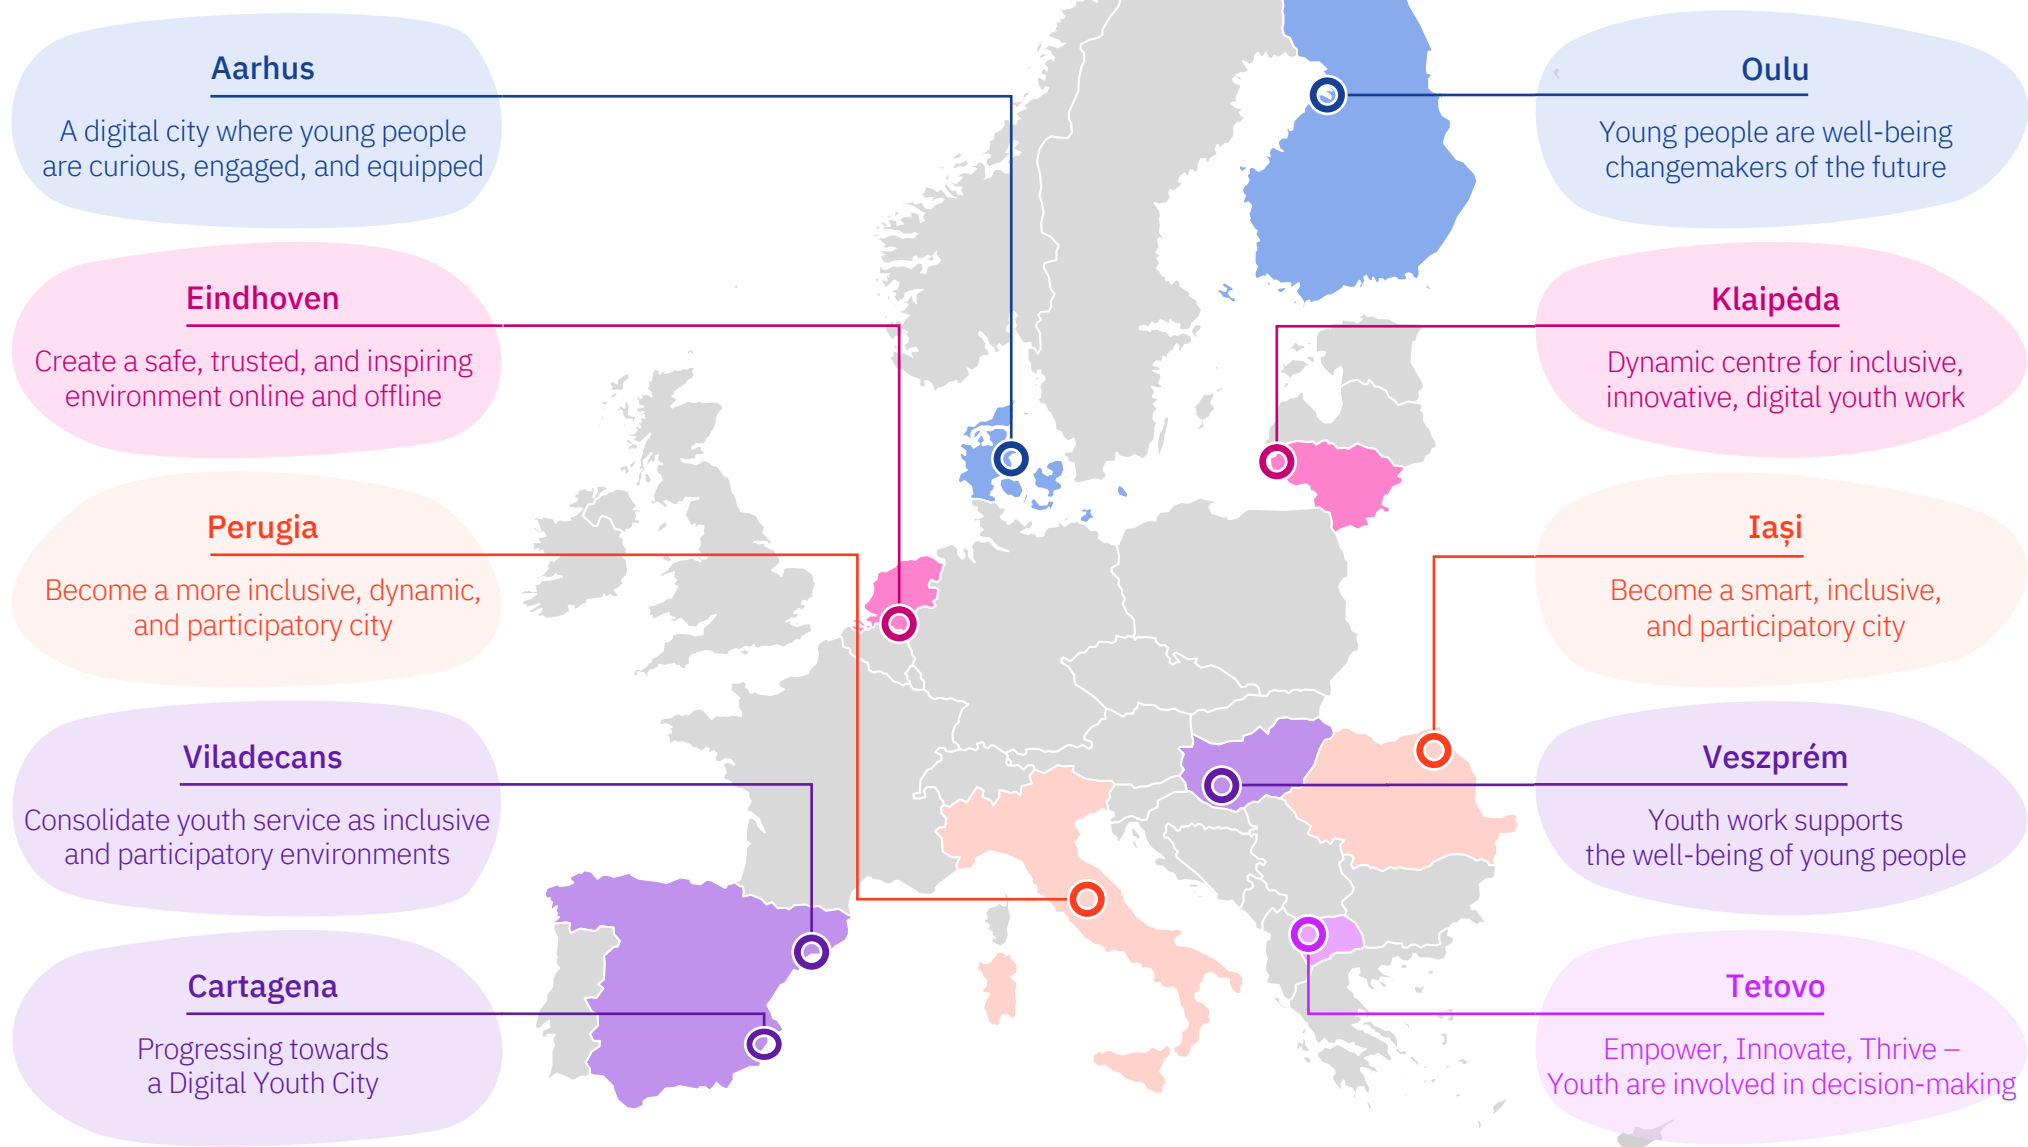 Aarhus
A digital city where young people
are curious, engaged, and equipped
Eindhoven
Create a safe, trusted, and inspiring
environment online and offline
Perugia
Become a more inclusive, dynamic,
and participatory city
Viladecans
Consolidate youth service as inclusive
and participatory environments
Cartagena
Progressing towards
a Digital Youth City
Oulu
Young people are well-being
changemakers of the future
Klaipėda
Dynamic centre for inclusive,
innovative, digital youth work
Iași
Become a smart, inclusive,
and participatory city
Veszprém
Youth work supports
the well-being of young people
Tetovo
Empower, Innovate, Thrive –
Youth are involved in decision-making